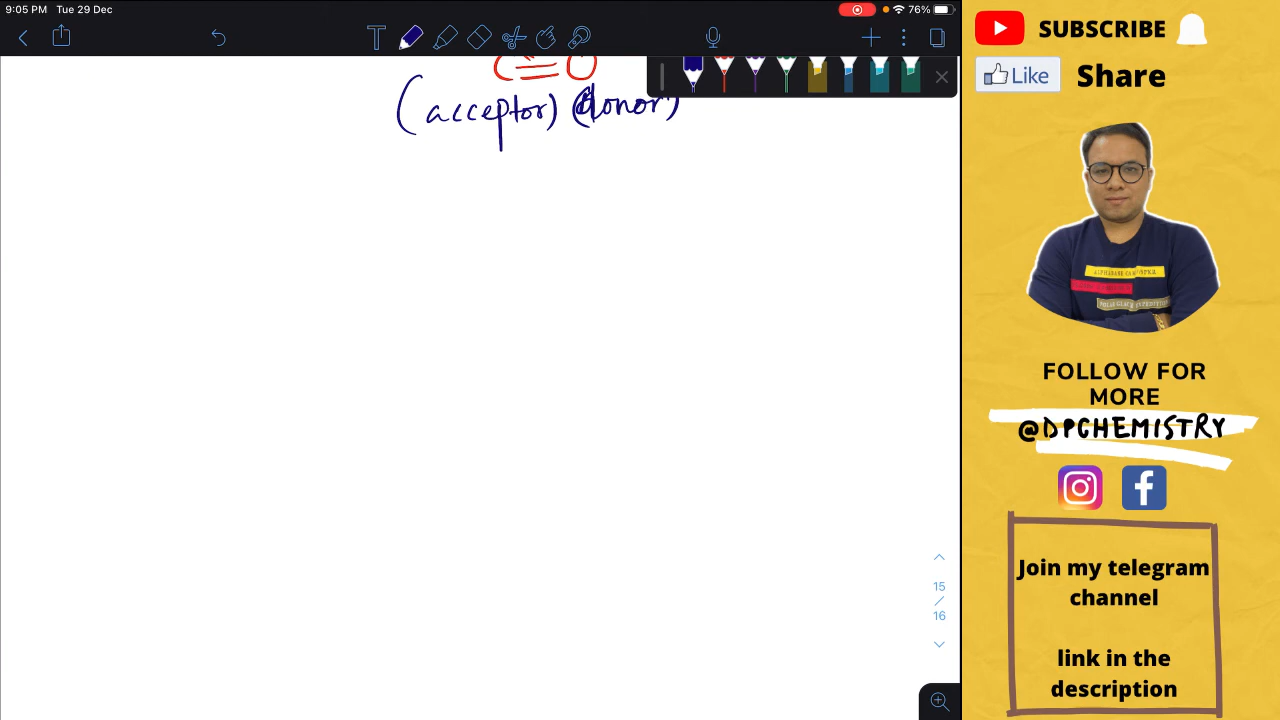 9:05 PM Tue 29 Dec
76%
T
(acceptor) (donor)
15
/
16
SUBSCRIBE
Like Share
FOLLOW FOR
MORE
@DPCHEMISTRY
f
Join my telegram
channel
link in the
description